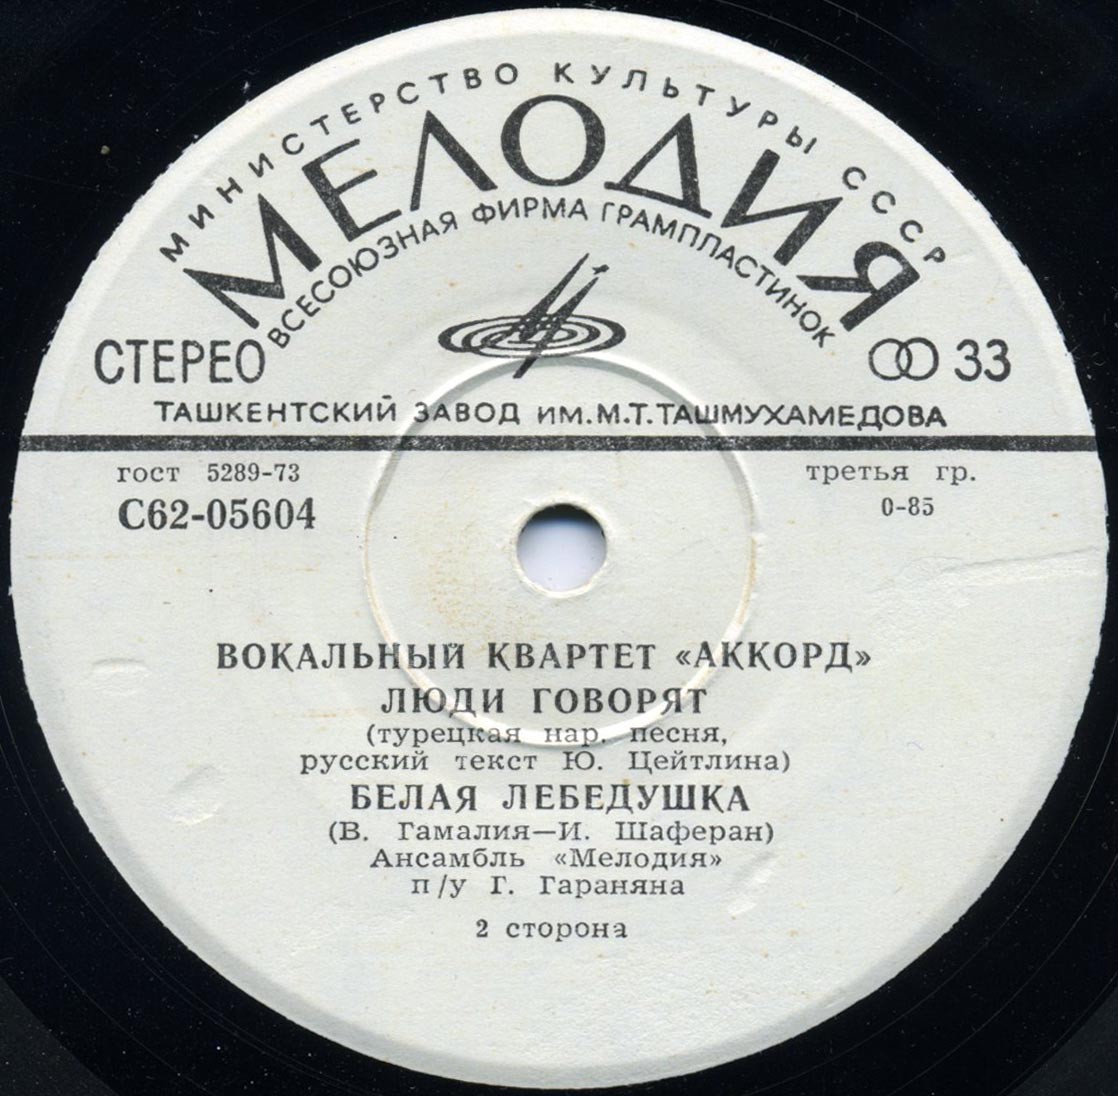 МИНИСТЕРСТВО КУЛЬТУРЫ СССР
МЕЛОДИЯ
ВСЕСОЮЗНАЯ ФИРМА ГРАМПЛАСТИНОК
СТЕРЕО
33
ТАШКЕНТСКИЙ ЗАВОД ИМ.М.Т.ТАШМУХАМЕДОВА
гост 5289-73
третья гр.
С62-05604
0-85
ВОКАЛЬНЫЙ КВАРТЕТ «АККОРД»
ЛЮДИ ГОВОРЯТ
(турецкая нар. песня,
русский текст Ю. Цейтлина)
БЕЛАЯ ЛЕБЕДУШКА
(В. Гамалия—И. Шаферан)
Ансамбль «Мелодия»
п/у Г. Гараняна
2 сторона